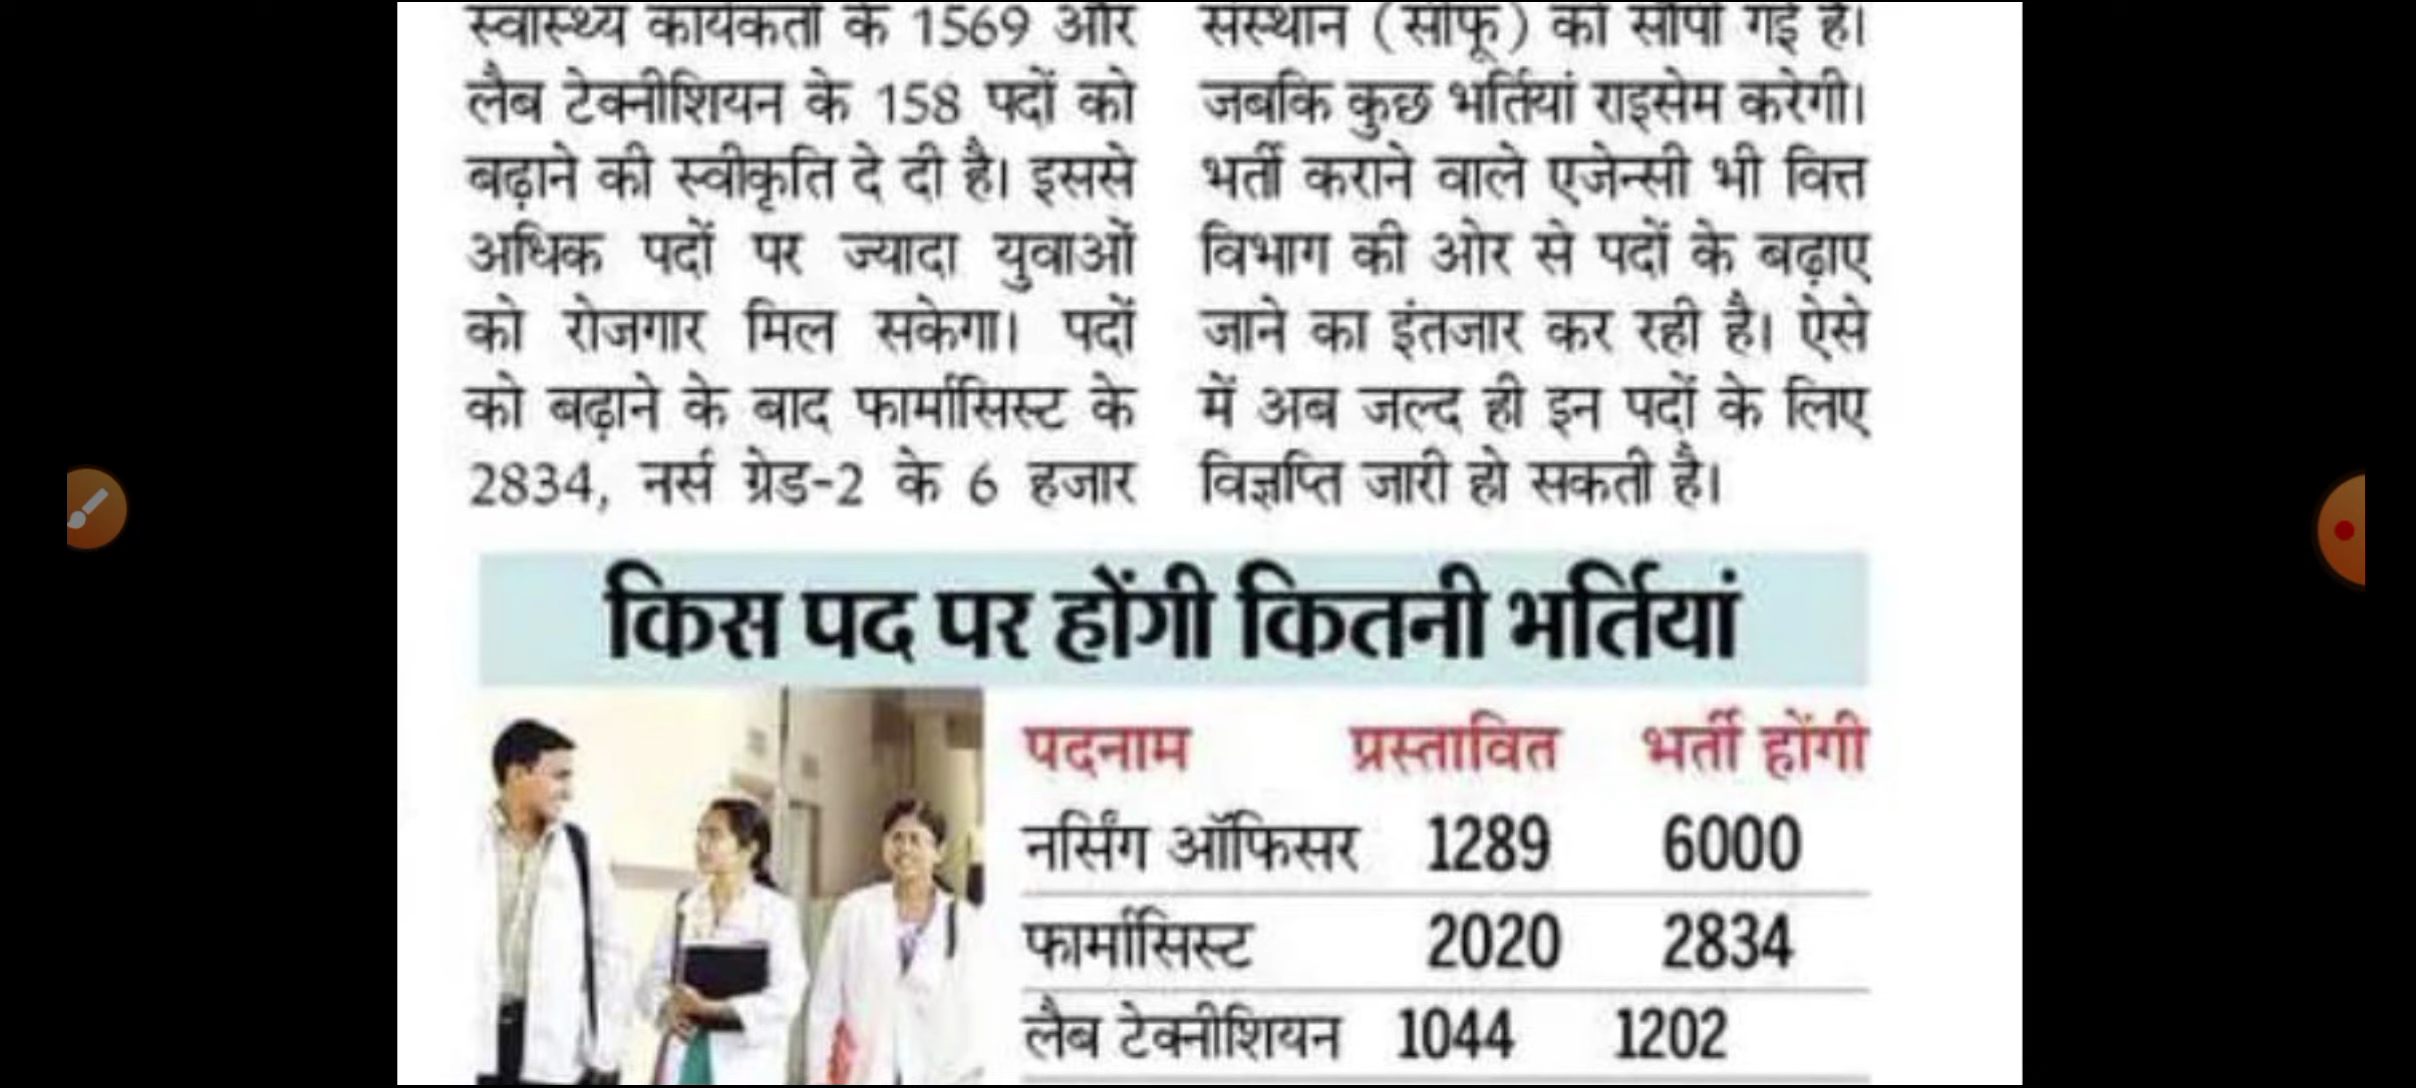 स्वास्थ्य कार्यकर्ता के 1569 और
लैब टेक्नीशियन के 158 पदों को
बढ़ाने की स्वीकृति दे दी है। इससे
अधिक पदों पर ज्यादा युवाओं
को रोजगार मिल सकेगा। पदों
को बढ़ाने के बाद फार्मासिस्ट के
2834, नर्स ग्रेड-2 के 6 हजार
संस्थान (सीफू) को सौंपी गई है।
जबकि कुछ भर्तियां राइसेम करेगी।
भर्ती कराने वाले एजेन्सी भी वित्त
विभाग की ओर से पदों के बढ़ाए
जाने का इंतजार कर रही है। ऐसे
में अब जल्द ही इन पदों के लिए
विज्ञप्ति जारी हो सकती है।
किस पद पर होंगी कितनी भर्तियां
पदनाम प्रस्तावित भर्ती होंगी
नर्सिंग ऑफिसर 1289 6000
फार्मासिस्ट 2020 2834
लैब टेक्नीशियन 1044 1202